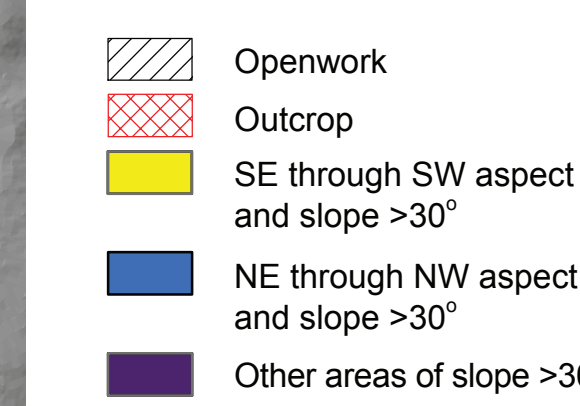 Openwork
Outcrop
SE through SW aspect
and slope >30°
NE through NW aspect
and slope >30°
Other areas of slope